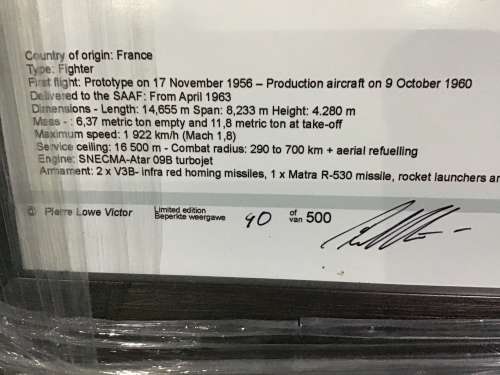 Country of origin: France
Type: Fighter
First flight: Prototype on 17 November 1956 – Production aircraft on 9 October 1960
Delivered to the SAAF: From April 1963
Dimensions - Length: 14,655 m Span: 8,233 m Height: 4.280 m
Mass - : 6,37 metric ton empty and 11,8 metric ton at take-off
Maximum speed: 1 922 km/h (Mach 1,8)
Service ceiling: 16 500 m - Combat radius: 290 to 700 km + aerial refuelling
Engine: SNECMA-Atar 09B turbojet
Armament: 2 x V3B- infra red homing missiles, 1 x Matra R-530 missile, rocket launchers
© Pierre Lowe Victor
Limited edition
Beperkte weergawe
90
of
van 500